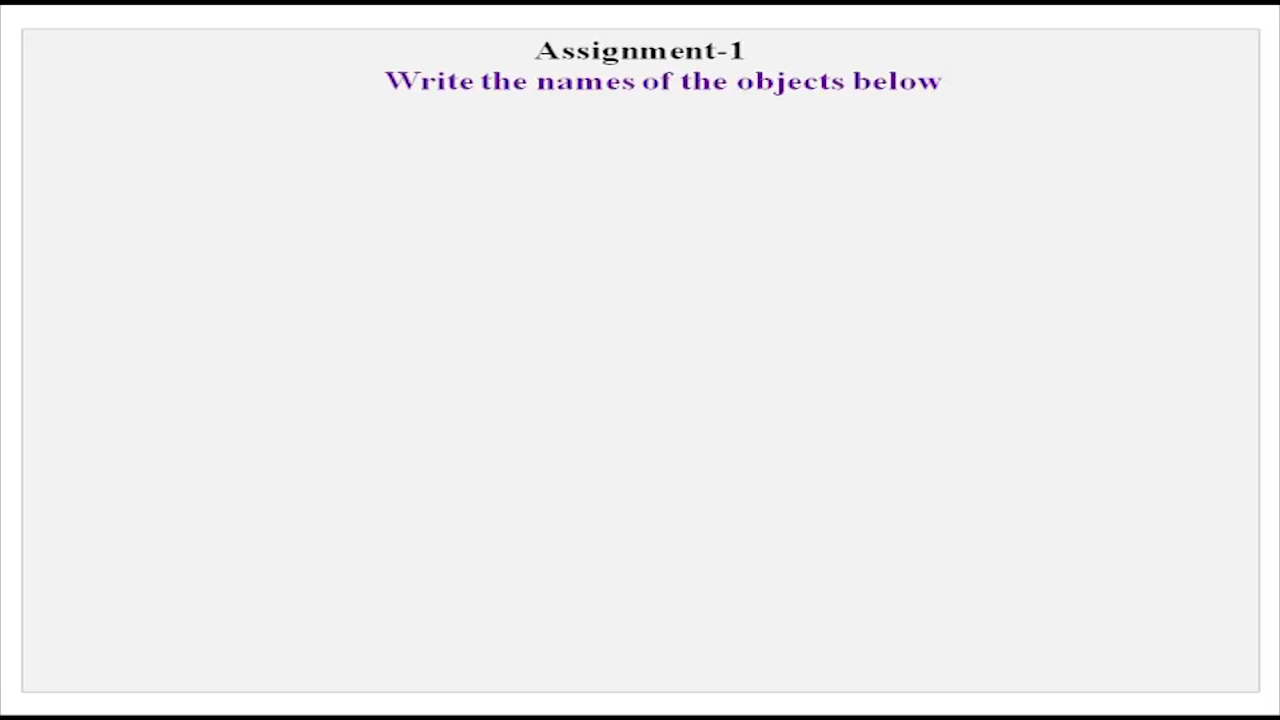 Assignment-1
Write the names of the objects below